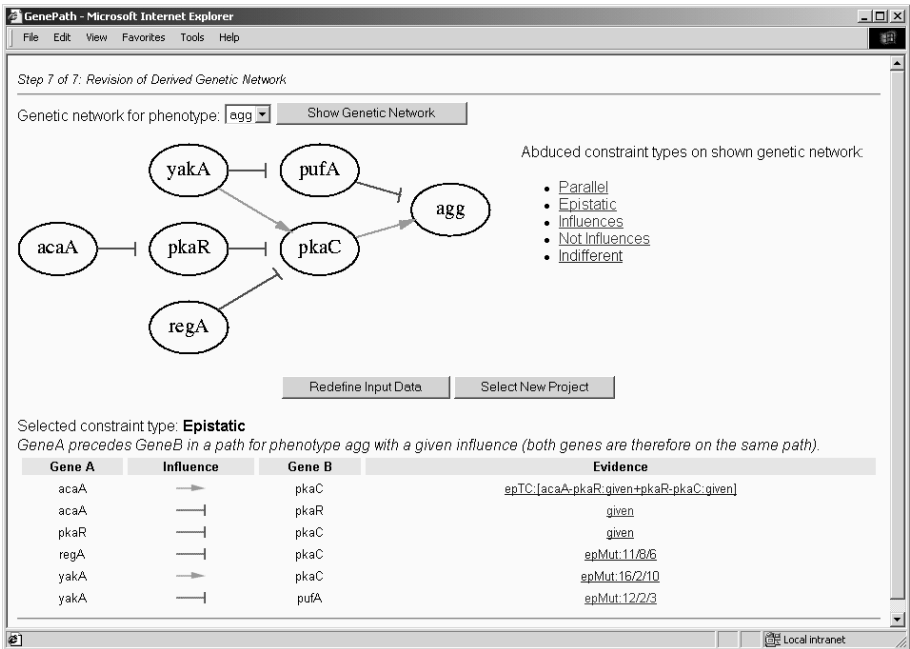 GenePath - Microsoft Internet Explorer
File Edit View Favorites Tools Help
Step 7 of 7: Revision of Derived Genetic Network
Genetic network for phenotype: agg Show Genetic Network
Abduced constraint types on shown genetic network:
Parallel
Epistatic
Influences
Not Influences
Indifferent
yakA pufA
agg
acaA pkaR pkaC
regA
Redefine Input Data Select New Project
Selected constraint type: Epistatic
GeneA precedes GeneB in a path for phenotype agg with a given influence (both genes are therefore on the same path).
Gene A Influence Gene B Evidence
acaA pkaC epTC:[acaA-pkaR:given+pkaR-pkaC:given]
acaA pkaR given
pkaR pkaC given
regA pkaC epMut:11/8/6
yakA pkaC epMut:16/2/10
yakA pufA epMut:12/2/3
Local intranet